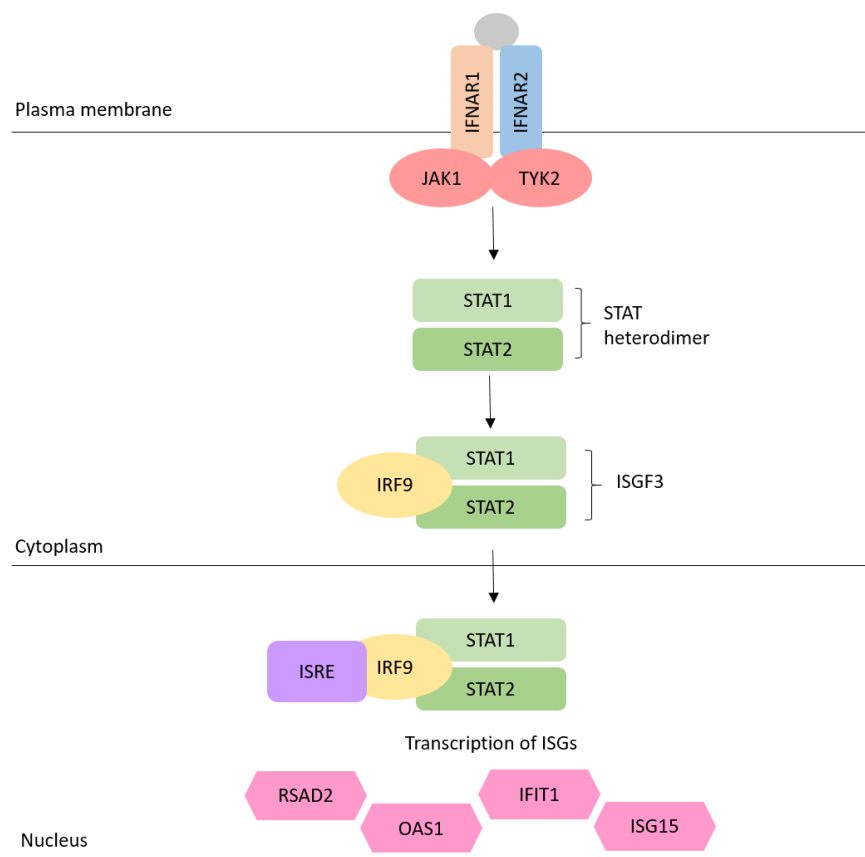 IFNAR1
IFNAR2
Plasma membrane
JAK1
TYK2
STAT1
STAT2
STAT
heterodimer
STAT1
IRF9
STAT2
ISGF3
Cytoplasm
STAT1
ISRE
IRF9
STAT2
Transcription of ISGs
RSAD2
IFIT1
OAS1
ISG15
Nucleus